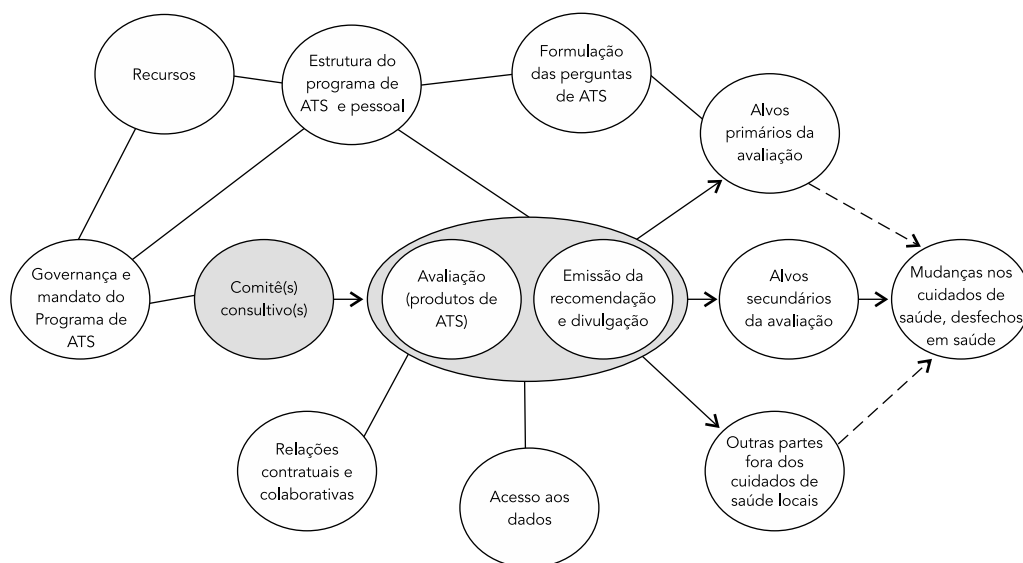 Recursos
Estrutura do
programa de
ATS e pessoal
Formulação
das perguntas
de ATS
Alvos
primários da
avaliação
Governança e
mandato do
Programa de
ATS
Comitê(s)
consultivo(s)
Avaliação
(produtos de
ATS)
Emissão da
recomendação
e divulgação
Alvos
secundários
da avaliação
Mudanças nos
cuidados de
saúde, desfechos
em saúde
Relações
contratuais e
colaborativas
Acesso aos
dados
Outras partes
fora dos
cuidados de
saúde locais